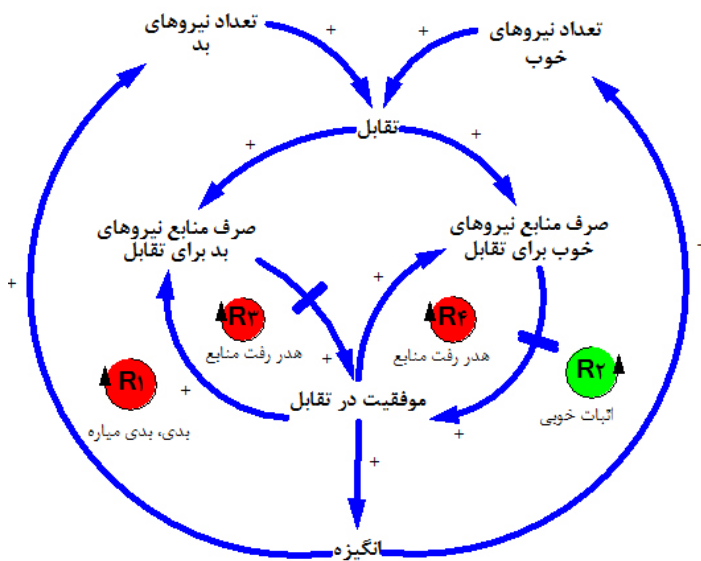 تعداد نیروهای
بد
تعداد نیروهای
خوب
+
+
تقابل
+
+
صرف منابع نیروهای
بد برای تقابل
صرف منابع نیروهای
خوب برای تقابل
+
+
+
R۳
هدر رفت منابع
R۴
هدر رفت منابع
+
R۱
بدی، بدی میاره
R۲
اثبات خوبی
+
موفقیت در تقابل
+
+
انگیزه